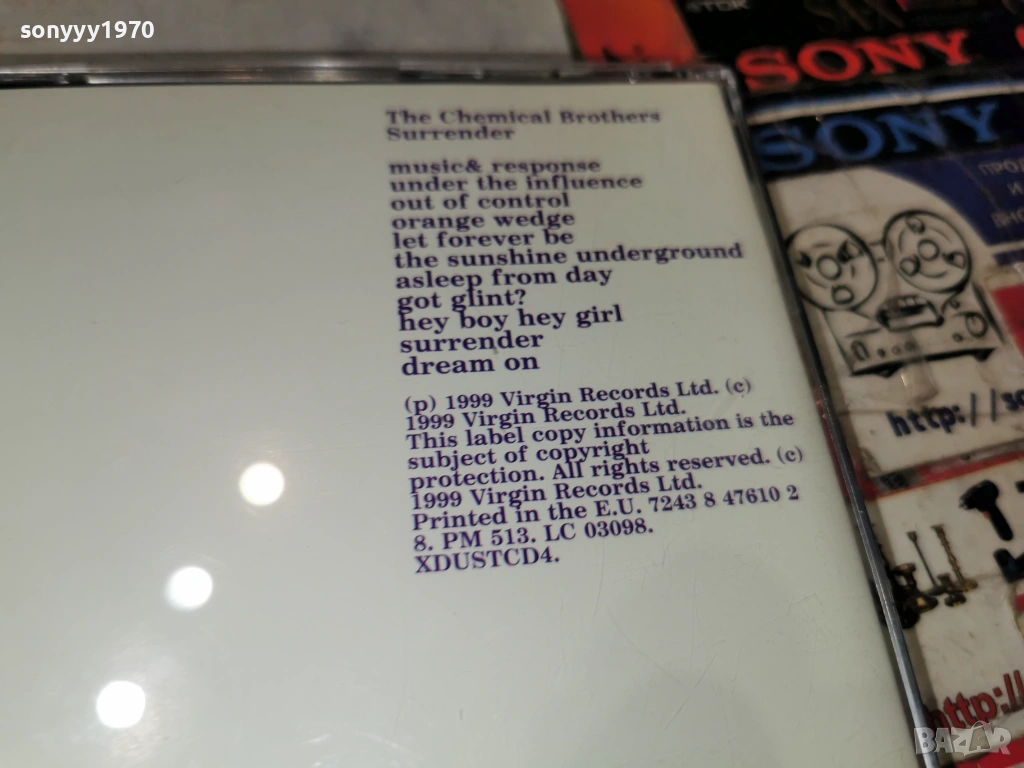 sonyyy1970
TDK
SONY
SONY
The Chemical Brothers
Surrender
music& response
under the influence
out of control
orange wedge
let forever be
the sunshine underground
asleep from day
got glint?
hey boy hey girl
surrender
dream on
(p) 1999 Virgin Records Ltd. (c)
1999 Virgin Records Ltd.
This label copy information is the
subject of copyright
protection. All rights reserved. (c)
1999 Virgin Records Ltd.
Printed in the E.U. 7243 8 47610 2
8. PM 513. LC 03098.
XDUSTCD4.
И
http://
http:/
BAZAR